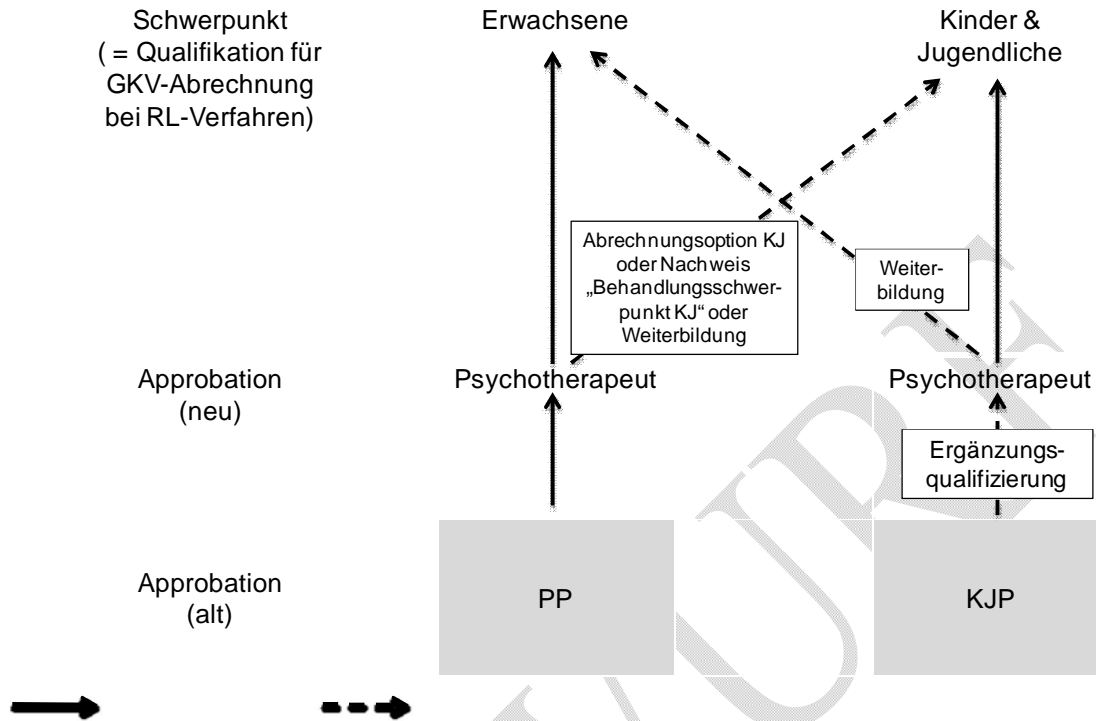 Schwerpunkt
( = Qualifikation für
GKV-Abrechnung
bei RL-Verfahren)
Erwachsene
Kinder &
Jugendliche
Abrechnungsoption KJ
oder Nachweis
„Behandlungsschwer-
punkt KJ“ oder
Weiterbildung
Weiter-
bildung
Approbation
(neu)
Psychotherapeut
Psychotherapeut
Ergänzungs-
qualifizierung
Approbation
(alt)
PP
KJP